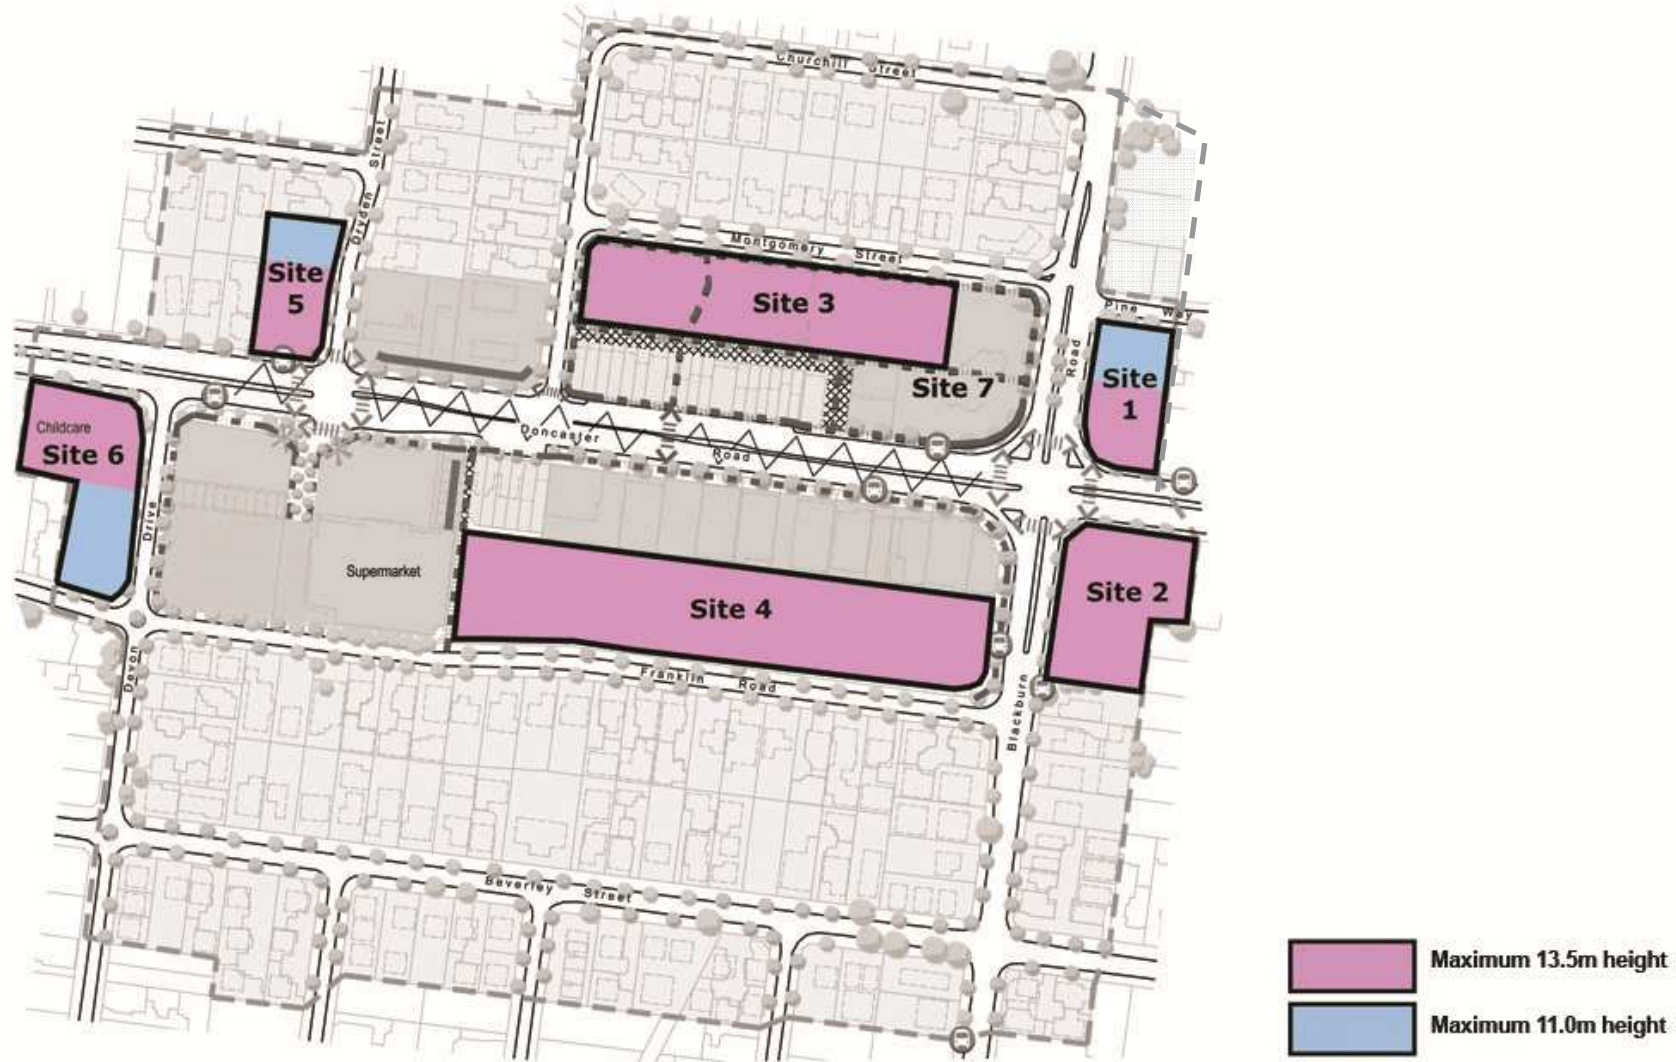 Churchill Street
Street
Dryden
Montgomery Street
Site
5
Site 3
Pine Way
Road
Site 7
Site
1
Childcare
Site 6
Doncaster
Road
Drive
Supermarket
Site 4
Site 2
Devon
Franklin Road
Blackburn
Beverley Street
Maximum 13.5m height
Maximum 11.0m height